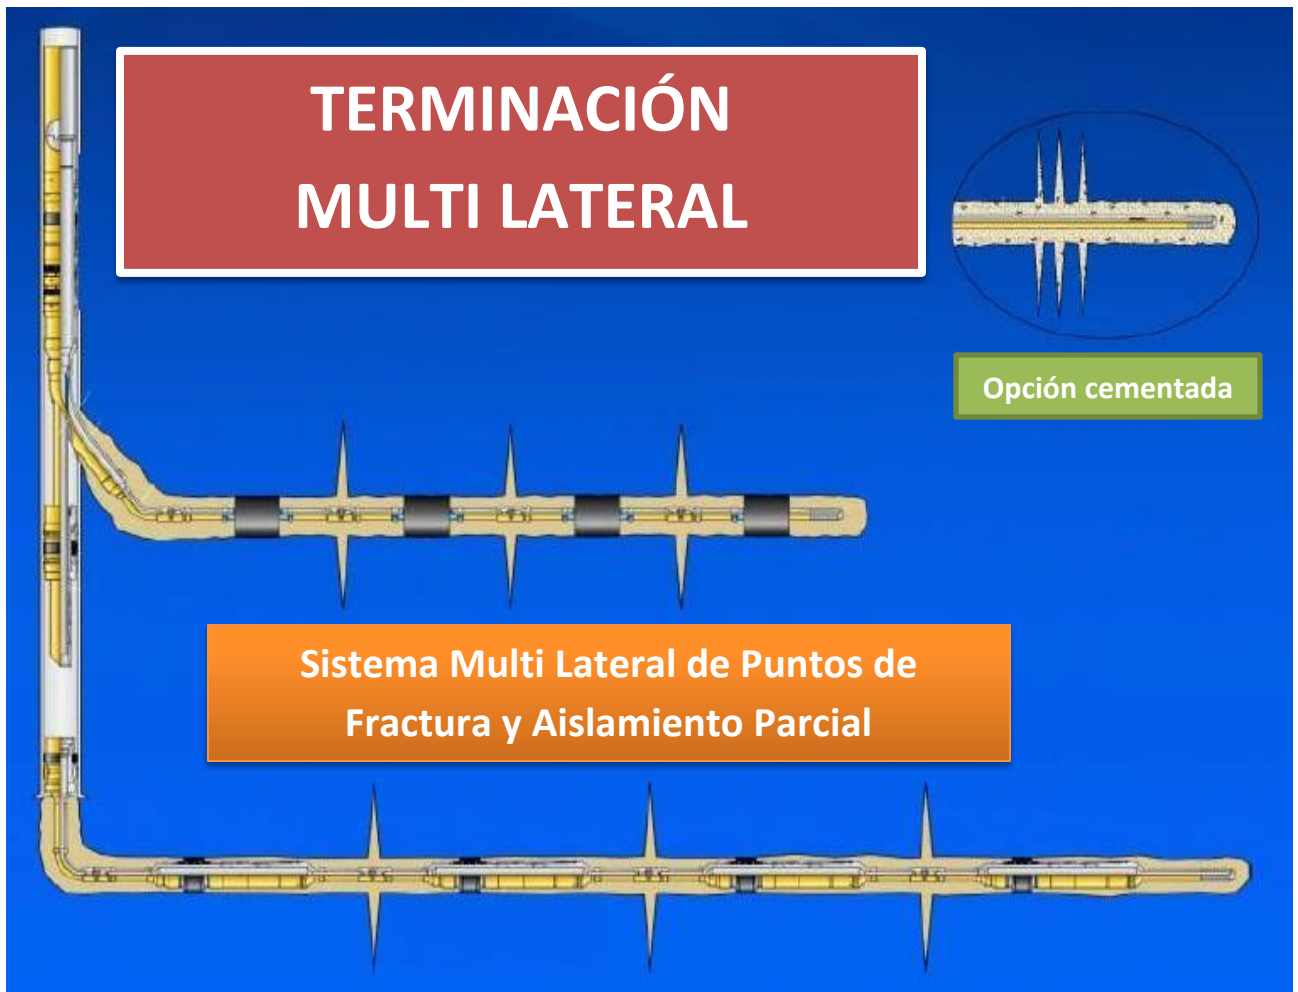 TERMINACIÓN
MULTI LATERAL
Opción cementada
Sistema Multi Lateral de Puntos de
Fractura y Aislamiento Parcial